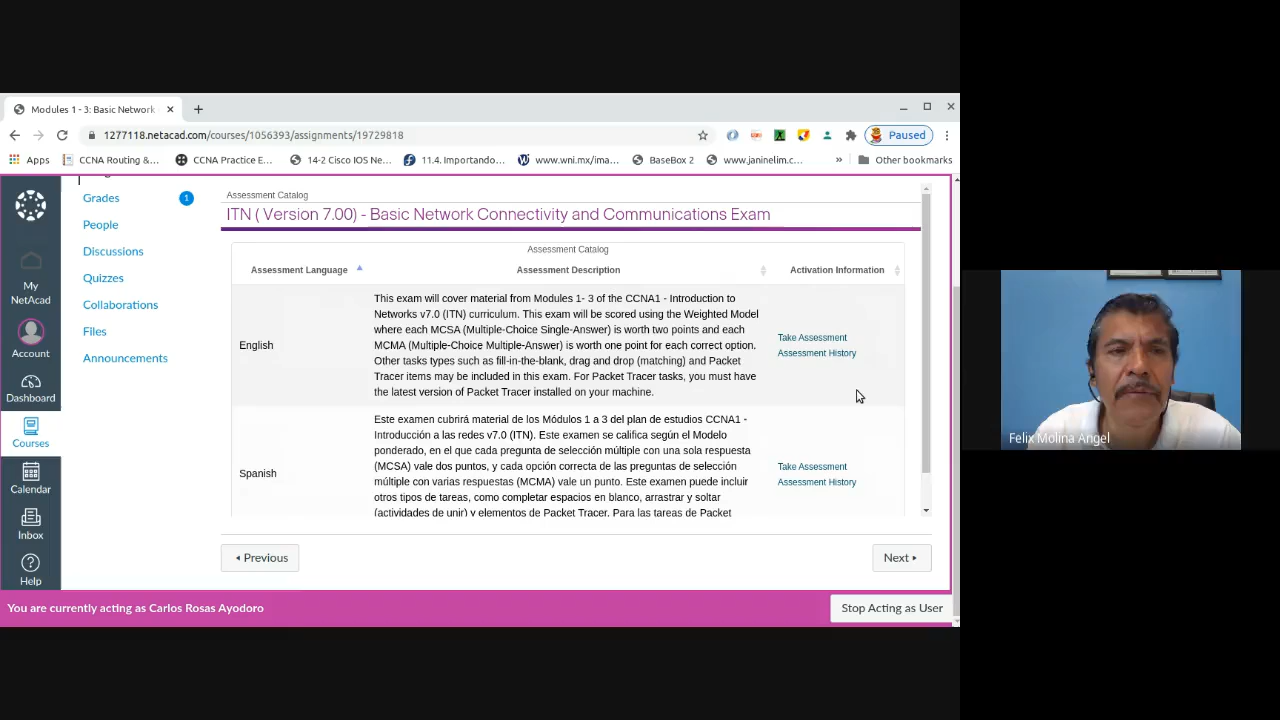 Modules 1 - 3: Basic Network
1277118.netacad.com/courses/1056393/assignments/19729818
Paused
Apps
CCNA Routing &...
CCNA Practice E...
14-2 Cisco IOS Ne...
11.4. Importando...
www.wni.mx/ima...
BaseBox 2
www.janinelim.c...
»
Other bookmarks
My
NetAcad
Account
Dashboard
Courses
Calendar
Inbox
Help
Grades
1
People
Discussions
Quizzes
Collaborations
Files
Announcements
Assessment Catalog
ITN ( Version 7.00) - Basic Network Connectivity and Communications Exam
Assessment Catalog
Assessment Language
Assessment Description
Activation Information
English
This exam will cover material from Modules 1- 3 of the CCNA1 - Introduction to
Networks v7.0 (ITN) curriculum. This exam will be scored using the Weighted Model
where each MCSA (Multiple-Choice Single-Answer) is worth two points and each
MCMA (Multiple-Choice Multiple-Answer) is worth one point for each correct option.
Other tasks types such as fill-in-the-blank, drag and drop (matching) and Packet
Tracer items may be included in this exam. For Packet Tracer tasks, you must have
the latest version of Packet Tracer installed on your machine.
Take Assessment
Assessment History
Spanish
Este examen cubrirá material de los Módulos 1 a 3 del plan de estudios CCNA1 -
Introducción a las redes v7.0 (ITN). Este examen se califica según el Modelo
ponderado, en el que cada pregunta de selección múltiple con una sola respuesta
(MCSA) vale dos puntos, y cada opción correcta de las preguntas de selección
múltiple con varias respuestas (MCMA) vale un punto. Este examen puede incluir
otros tipos de tareas, como completar espacios en blanco, arrastrar y soltar
(actividades de unir) y elementos de Packet Tracer. Para las tareas de Packet
Take Assessment
Assessment History
Previous
Next
You are currently acting as Carlos Rosas Ayodoro
Stop Acting as User
Felix Molina Angel